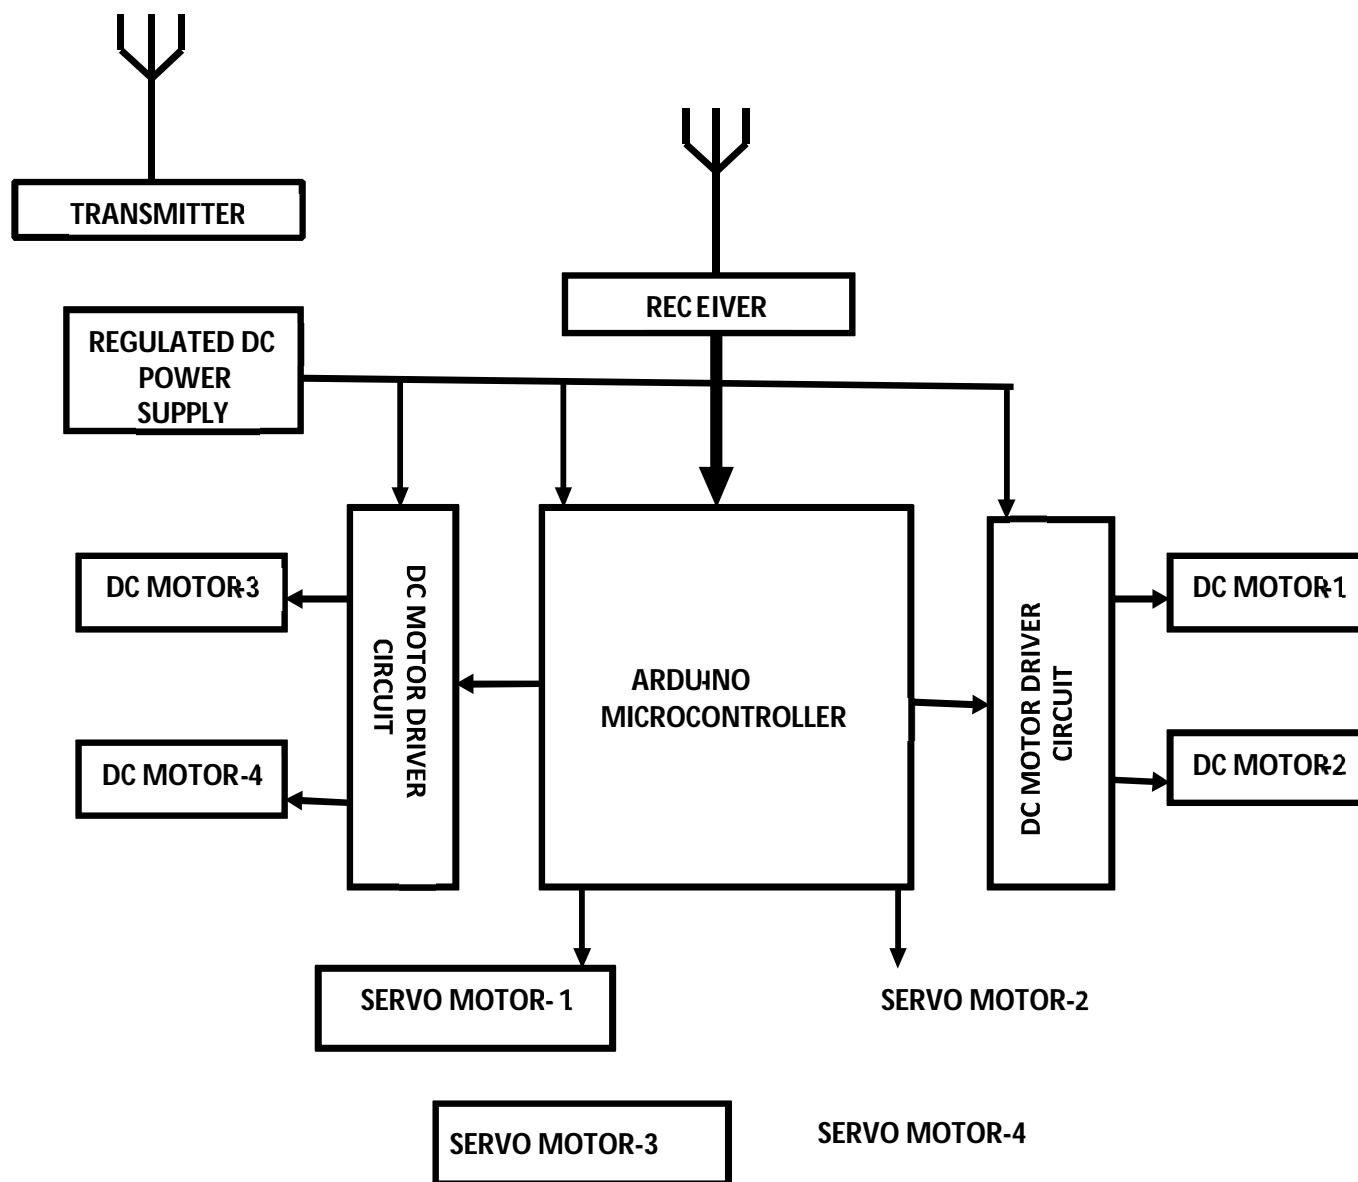 TRANSMITTER
RECEIVER
REGULATED DC
POWER
SUPPLY
DC MOTOR-3
DC MOTOR DRIVER
CIRCUIT
DC MOTOR-4
ARDUINO
MICROCONTROLLER
DC MOTOR DRIVER
CIRCUIT
DC MOTOR-1
DC MOTOR-2
SERVO MOTOR- 1
SERVO MOTOR-2
SERVO MOTOR-3
SERVO MOTOR-4